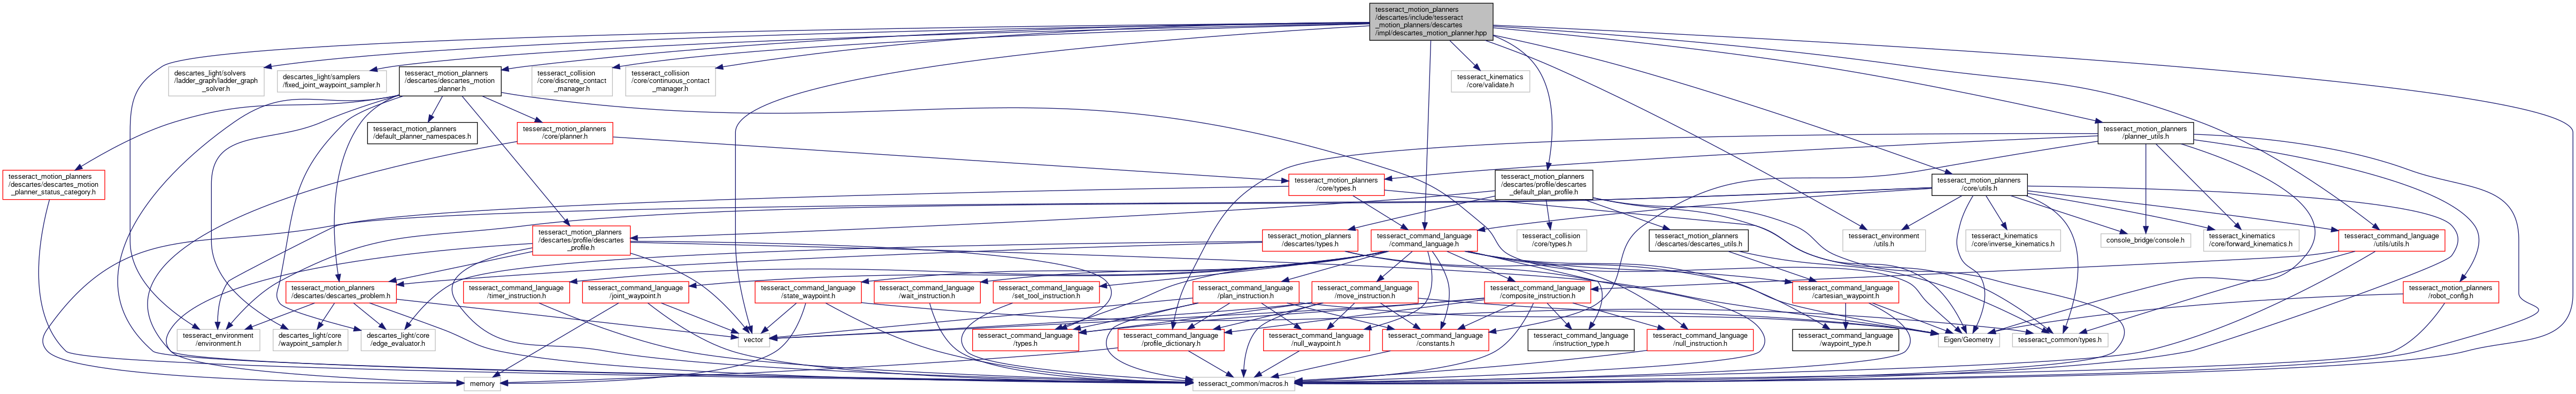 tesseract_motion_planners
/descartes/include/tesseract
_motion_planners/descartes
/impl/descartes_motion_planner.hpp
descartes_light/solvers
/ladder_graph/ladder_graph
_solver.h
descartes_light/samplers
/fixed_joint_waypoint_sampler.h
tesseract_motion_planners
/descartes/descartes_motion
_planner.h
tesseract_collision
/core/discrete_contact
_manager.h
tesseract_collision
/core/continuous_contact
_manager.h
tesseract_kinematics
/core/validate.h
tesseract_motion_planners
/default_planner_namespaces.h
tesseract_motion_planners
/core/planner.h
tesseract_motion_planners
/planner_utils.h
tesseract_motion_planners
/descartes/descartes_motion
_planner_status_category.h
tesseract_motion_planners
/core/types.h
tesseract_motion_planners
/descartes/profile/descartes
_default_plan_profile.h
tesseract_motion_planners
/core/utils.h
tesseract_motion_planners
/descartes/profile/descartes
_profile.h
tesseract_motion_planners
/descartes/types.h
tesseract_command_language
/command_language.h
tesseract_collision
/core/types.h
tesseract_motion_planners
/descartes/descartes_utils.h
tesseract_environment
/utils.h
tesseract_kinematics
/core/inverse_kinematics.h
console_bridge/console.h
tesseract_kinematics
/core/forward_kinematics.h
tesseract_command_language
/utils/utils.h
tesseract_motion_planners
/descartes/descartes_problem.h
tesseract_command_language
/timer_instruction.h
tesseract_command_language
/joint_waypoint.h
tesseract_command_language
/state_waypoint.h
tesseract_command_language
/wait_instruction.h
tesseract_command_language
/set_tool_instruction.h
tesseract_command_language
/plan_instruction.h
tesseract_command_language
/move_instruction.h
tesseract_command_language
/composite_instruction.h
tesseract_command_language
/cartesian_waypoint.h
tesseract_motion_planners
/robot_config.h
tesseract_environment
/environment.h
descartes_light/core
/waypoint_sampler.h
descartes_light/core
/edge_evaluator.h
vector
tesseract_command_language
/types.h
tesseract_command_language
/profile_dictionary.h
tesseract_command_language
/null_waypoint.h
tesseract_command_language
/constants.h
tesseract_command_language
/instruction_type.h
tesseract_command_language
/null_instruction.h
tesseract_command_language
/waypoint_type.h
Eigen/Geometry
tesseract_common/types.h
memory
tesseract_common/macros.h